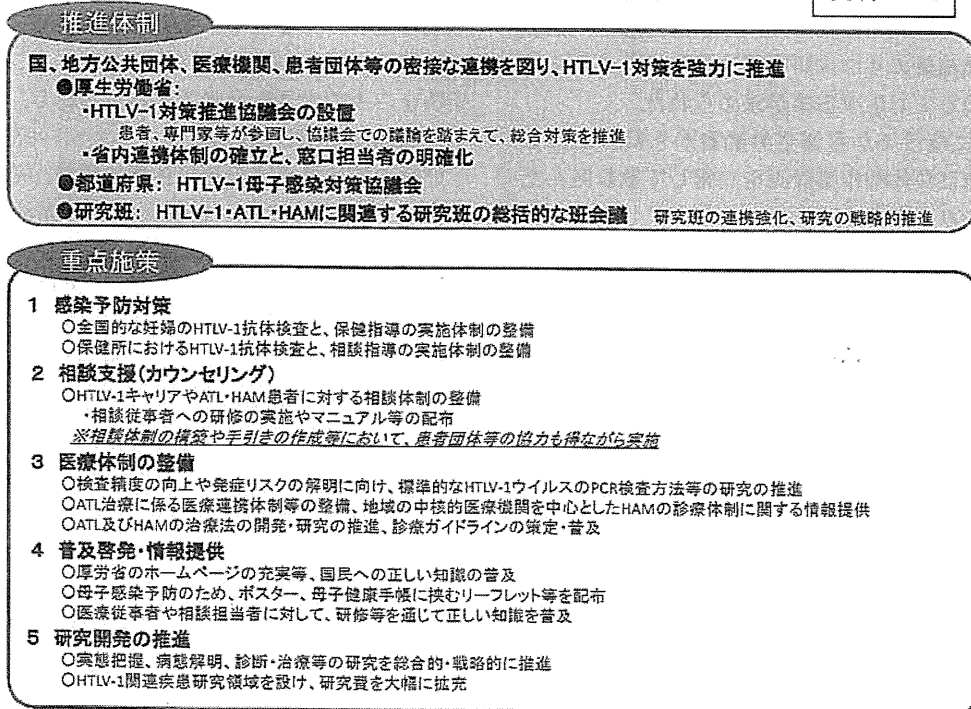 推進体制
国、地方公共団体、医療機関、患者団体等の密接な連携を図り、HTLV-1対策を強力に推進
●厚生労働省:
・HTLV-1対策推進協議会の設置
患者、専門家等が参画し、協議会での議論を踏まえて、総合対策を推進
・省内連携体制の確立と、窓口担当者の明確化
●都道府県: HTLV-1母子感染対策協議会
●研究班: HTLV-1・ATL・HAMに関連する研究班の総括的な班会議 研究班の連携強化、研究の戦略的推進
重点施策
1 感染予防対策
○全国的な妊婦のHTLV-1抗体検査と、保健指導の実施体制の整備
○保健所におけるHTLV-1抗体検査と、相談指導の実施体制の整備
2 相談支援(カウンセリング)
○HTLV-1キャリアやATL・HAM患者に対する相談体制の整備
・相談従事者への研修の実施やマニュアル等の配布
※相談体制の構築や手引きの作成等において、患者団体等の協力も得ながら実施
3 医療体制の整備
○検査精度の向上や発症リスクの解明に向け、標準的なHTLV-1ウイルスのPCR検査方法等の研究の推進
○ATL治療に係る医療連携体制等の整備、地域の中核的医療機関を中心としたHAMの診療体制に関する情報提供
○ATL及びHAMの治療法の開発・研究の推進、診療ガイドラインの策定・普及
4 普及啓発・情報提供
○厚労省のホームページの充実等、国民への正しい知識の普及
○母子感染予防のため、ポスター、母子健康手帳に挟むリーフレット等を配布
○医療従事者や相談担当者に対して、研修等を通じて正しい知識を普及
5 研究開発の推進
○実態把握、病態解明、診断・治療等の研究を総合的・戦略的に推進
○HTLV-1関連疾患研究領域を設け、研究費を大幅に拡充